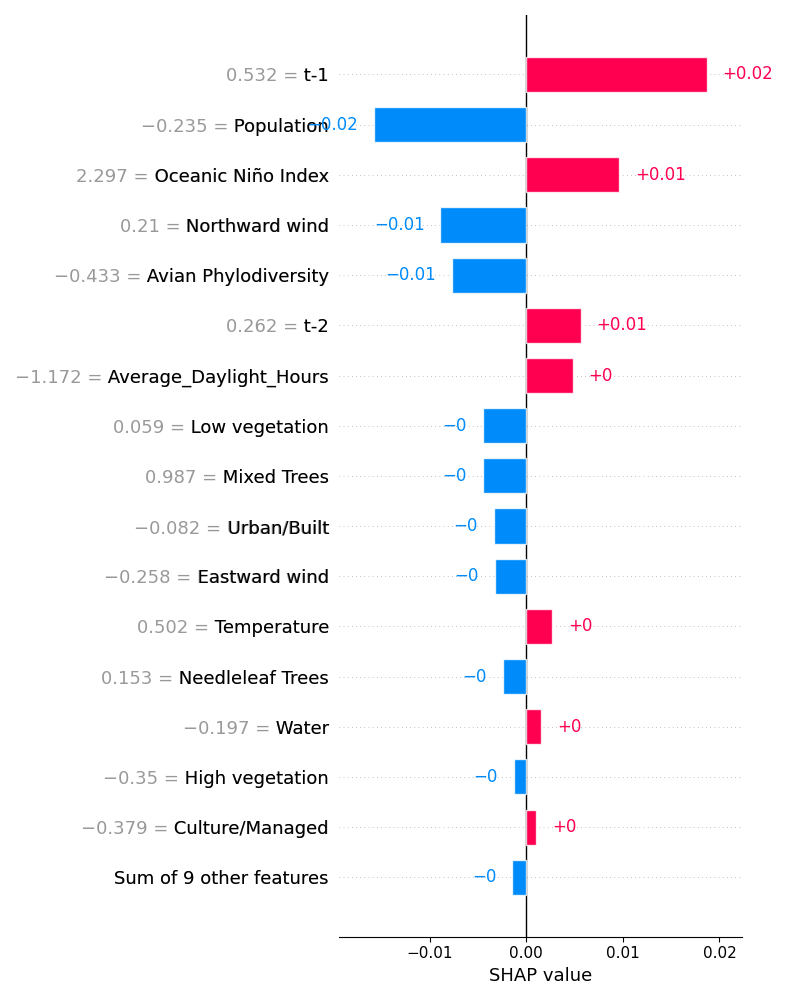 0.532 = t-1 +0.02
−0.235 = Population −0.02
2.297 = Oceanic Niño Index +0.01
0.21 = Northward wind −0.01
−0.433 = Avian Phylodiversity −0.01
0.262 = t-2 +0.01
−1.172 = Average_Daylight_Hours +0
0.059 = Low vegetation −0
0.987 = Mixed Trees −0
−0.082 = Urban/Built −0
−0.258 = Eastward wind −0
0.502 = Temperature +0
0.153 = Needleleaf Trees −0
−0.197 = Water +0
−0.35 = High vegetation −0
−0.379 = Culture/Managed +0
Sum of 9 other features −0
−0.01 0.00 0.01 0.02
SHAP value